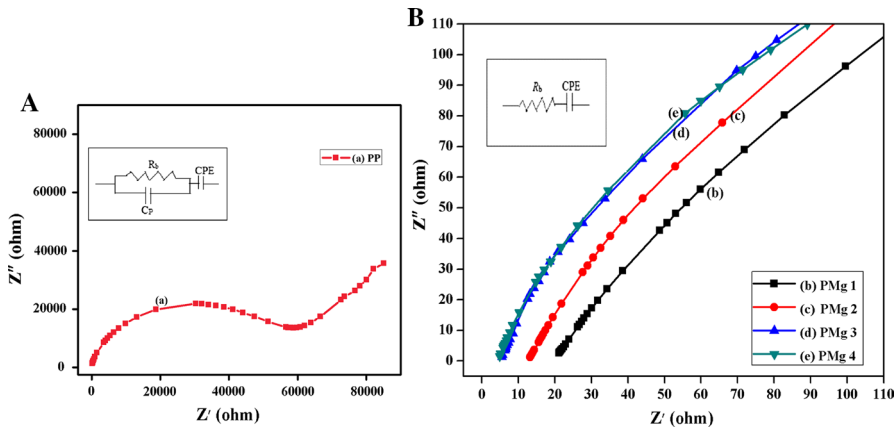 A
80000
60000
40000
20000
0
Z″ (ohm)
0
20000
40000
60000
80000
Z′ (ohm)
(a) PP
(a)
Rb
CPE
CP
B
110
100
90
80
70
60
50
40
30
20
10
0
Z″ (ohm)
0
10
20
30
40
50
60
70
80
90
100
110
Z′ (ohm)
Rb
CPE
(e)
(d)
(c)
(b)
(b) PMg 1
(c) PMg 2
(d) PMg 3
(e) PMg 4